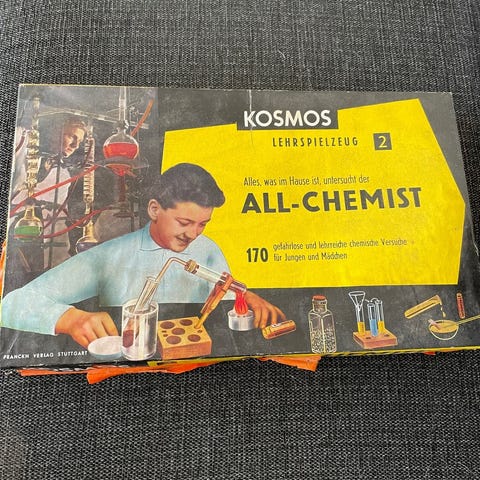 KOSMOS
LEHRSPIELZEUG 2
Alles, was im Hause ist, untersucht der
ALL-CHEMIST
170 gefahrlose und lehrreiche chemische Versuche
für Jungen und Mädchen
FRANCKH VERLAG STUTTGART